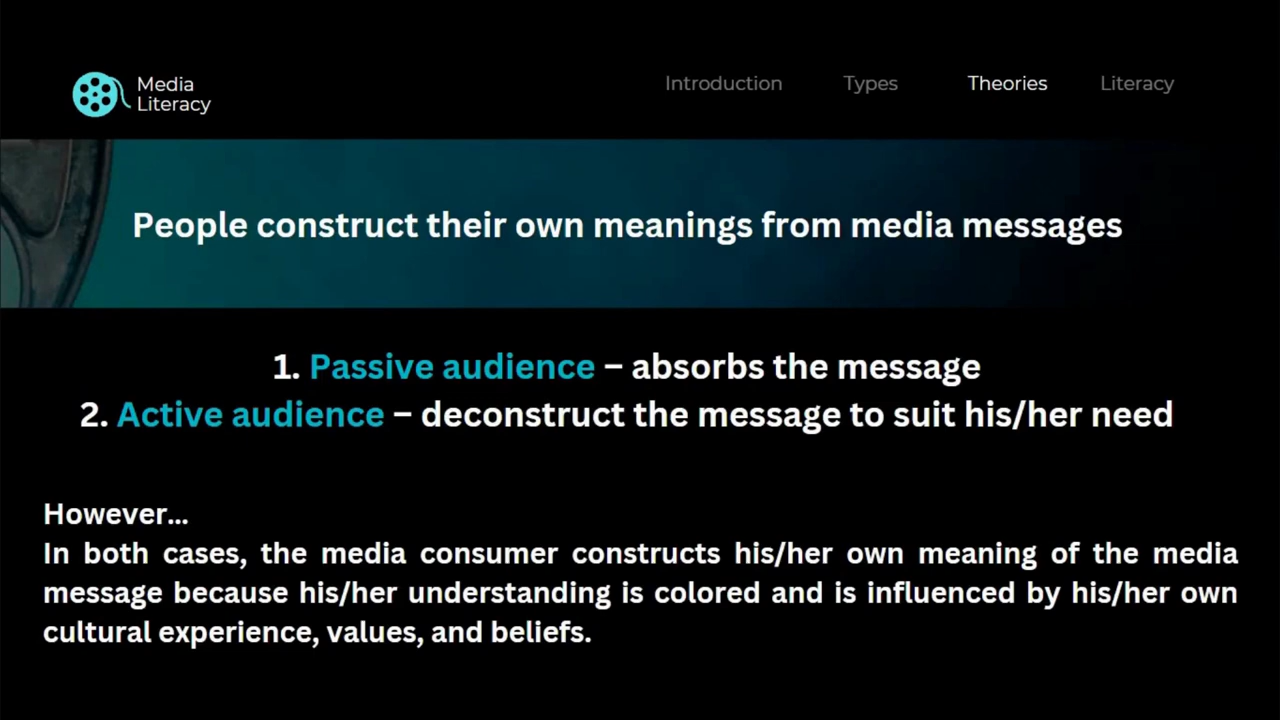 Media
Literacy
Introduction
Types
Theories
Literacy
People construct their own meanings from media messages
1. Passive audience – absorbs the message
2. Active audience – deconstruct the message to suit his/her need
However...
In both cases, the media consumer constructs his/her own meaning of the media
message because his/her understanding is colored and is influenced by his/her own
cultural experience, values, and beliefs.